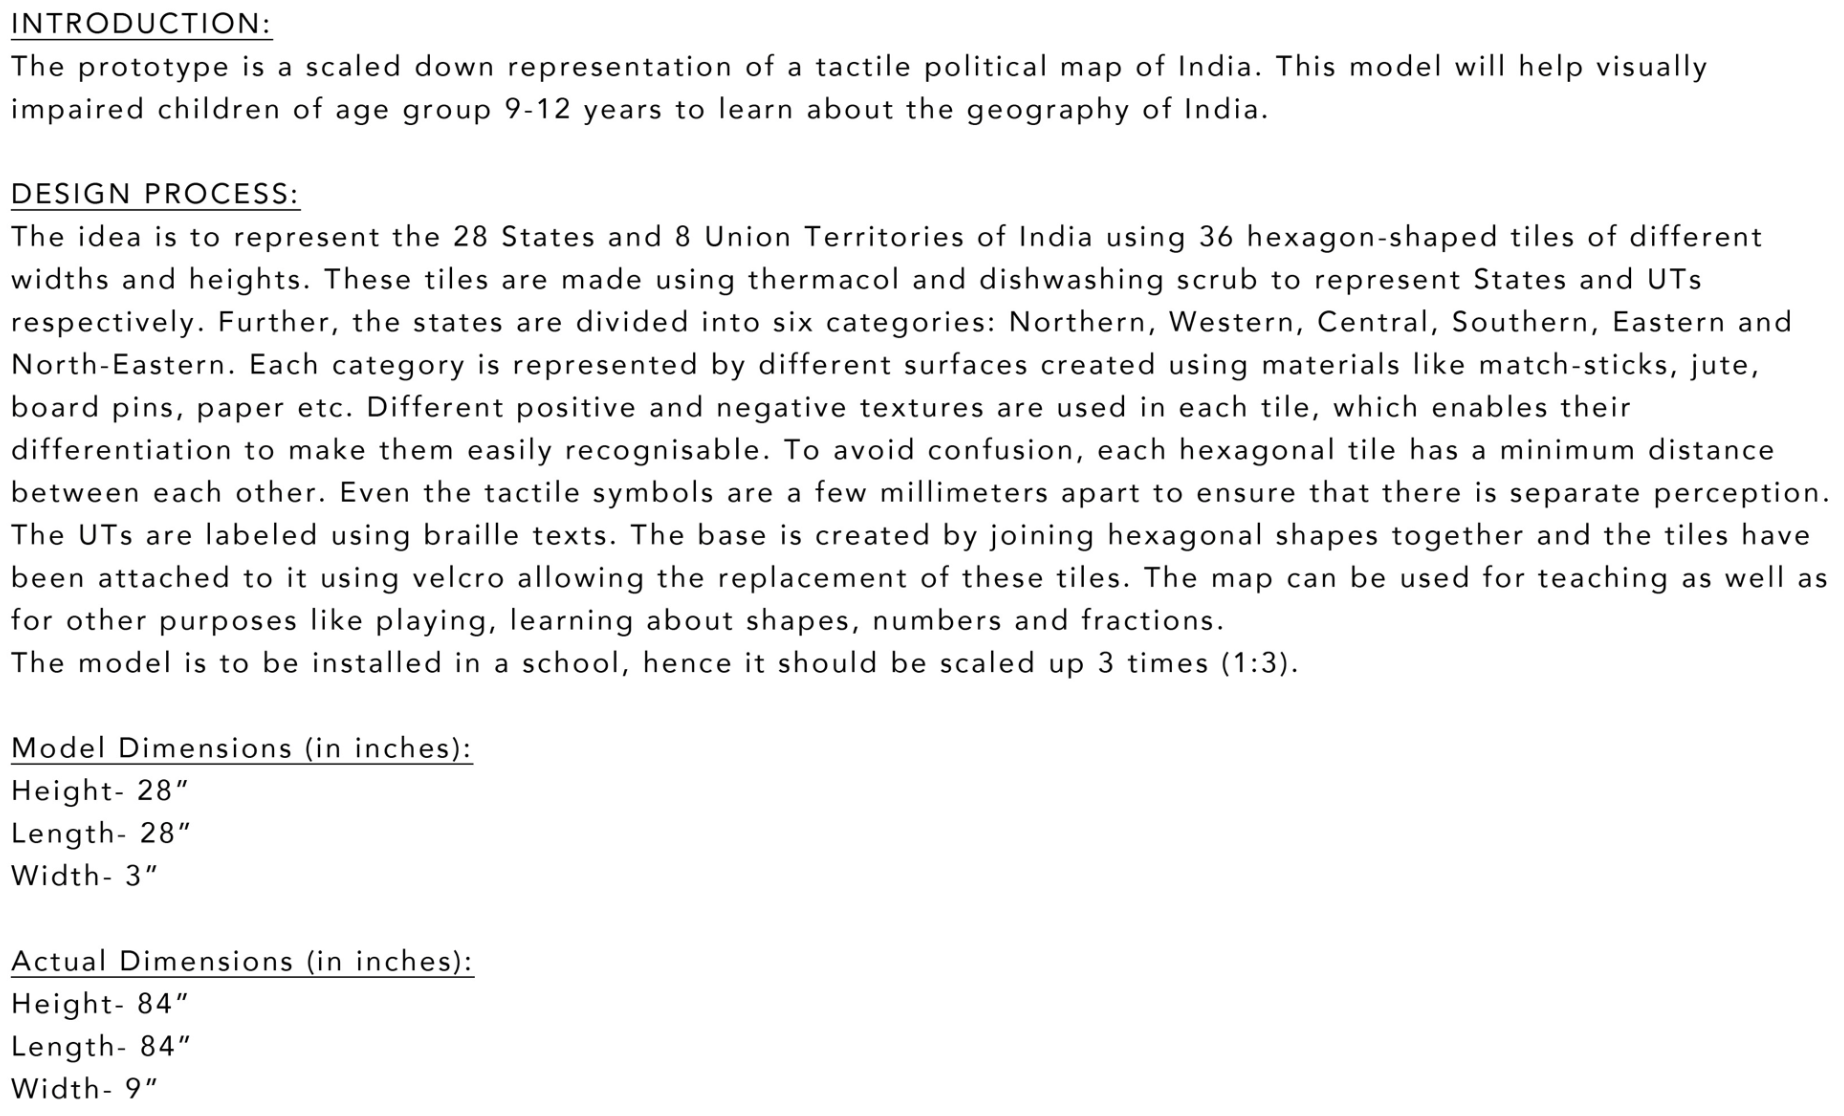 INTRODUCTION:
The prototype is a scaled down representation of a tactile political map of India. This model will help visually
impaired children of age group 9-12 years to learn about the geography of India.
DESIGN PROCESS:
The idea is to represent the 28 States and 8 Union Territories of India using 36 hexagon-shaped tiles of different
widths and heights. These tiles are made using thermacol and dishwashing scrub to represent States and UTs
respectively. Further, the states are divided into six categories: Northern, Western, Central, Southern, Eastern and
North-Eastern. Each category is represented by different surfaces created using materials like match-sticks, jute,
board pins, paper etc. Different positive and negative textures are used in each tile, which enables their
differentiation to make them easily recognisable. To avoid confusion, each hexagonal tile has a minimum distance
between each other. Even the tactile symbols are a few millimeters apart to ensure that there is separate perception.
The UTs are labeled using braille texts. The base is created by joining hexagonal shapes together and the tiles have
been attached to it using velcro allowing the replacement of these tiles. The map can be used for teaching as well as
for other purposes like playing, learning about shapes, numbers and fractions.
The model is to be installed in a school, hence it should be scaled up 3 times (1:3).
Model Dimensions (in inches):
Height- 28”
Length- 28”
Width- 3”
Actual Dimensions (in inches):
Height- 84”
Length- 84”
Width- 9”